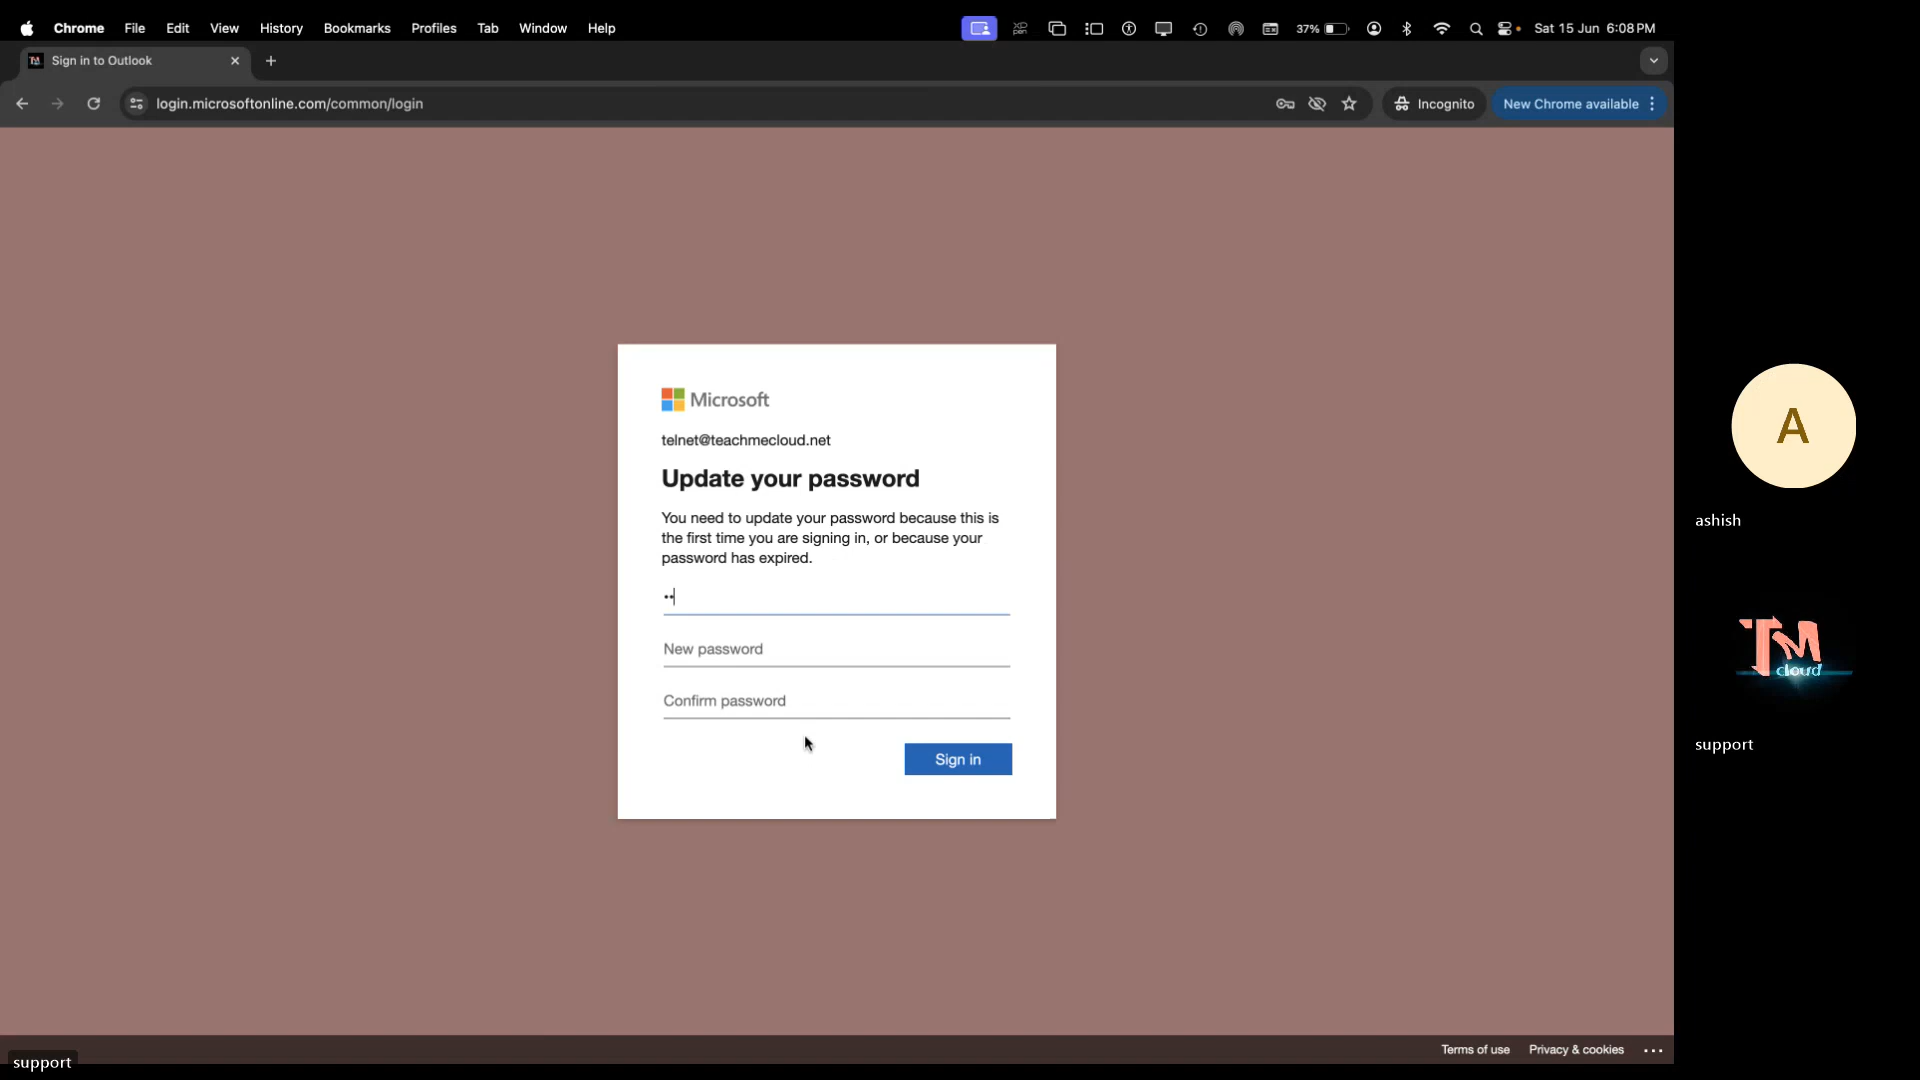 Chrome File Edit View History Bookmarks Profiles Tab Window Help
37% Sat 15 Jun 6:08 PM
Sign in to Outlook
login.microsoftonline.com/common/login
Incognito
New Chrome available
Microsoft
telnet@teachmecloud.net
Update your password
You need to update your password because this is
the first time you are signing in, or because your
password has expired.
New password
Confirm password
Sign in
A
ashish
TM
cloud
support
Terms of use Privacy & cookies
support